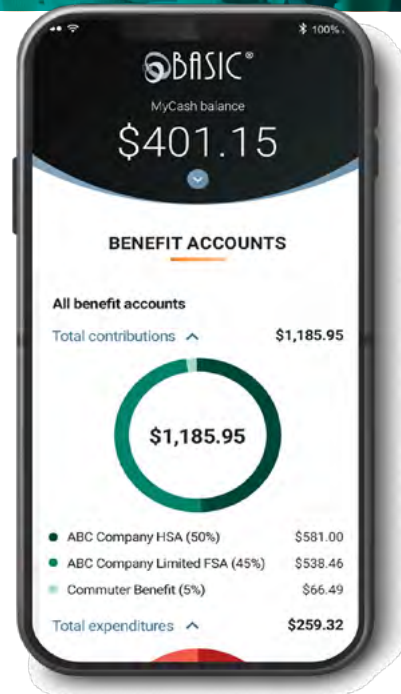 100%
BASIC®
MyCash balance
$401.15
BENEFIT ACCOUNTS
All benefit accounts
Total contributions $1,185.95
$1,185.95
ABC Company HSA (50%) $581.00
ABC Company Limited FSA (45%) $538.46
Commuter Benefit (5%) $66.49
Total expenditures $259.32